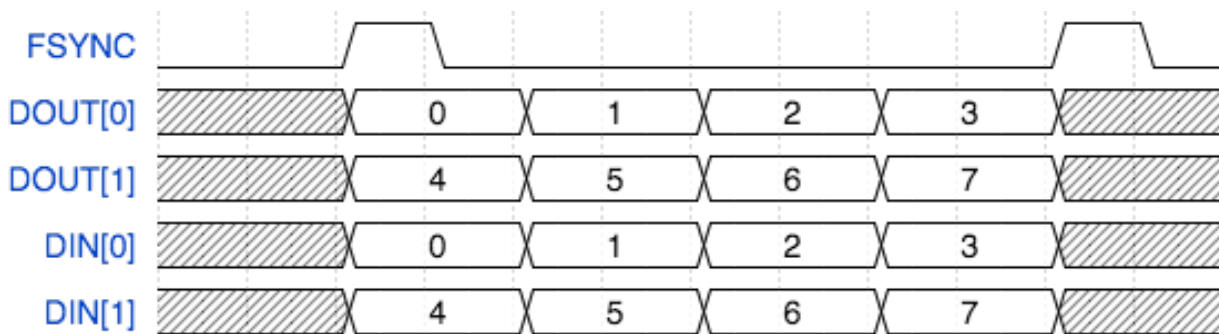 FSYNC
DOUT[0] 0 1 2 3
DOUT[1] 4 5 6 7
DIN[0] 0 1 2 3
DIN[1] 4 5 6 7